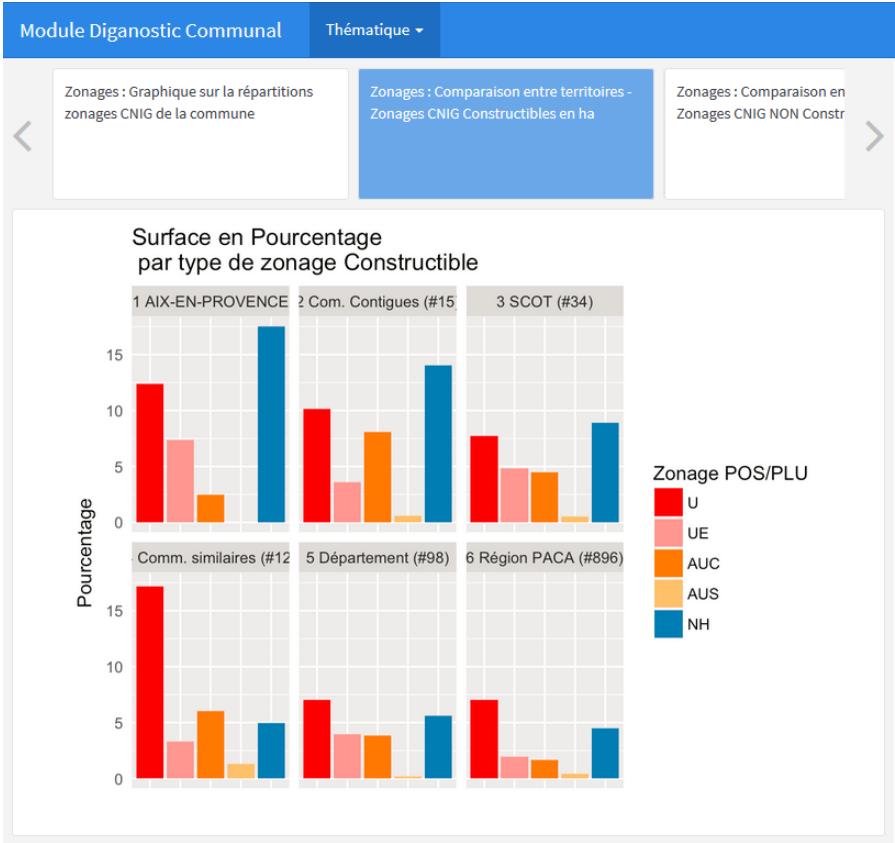 Module Diganostic Communal
Thématique
Zonages : Graphique sur la répartitions
zonages CNIG de la commune
Zonages : Comparaison entre territoires -
Zonages CNIG Constructibles en ha
Zonages : Comparaison en
Zonages CNIG NON Constr
Surface en Pourcentage
par type de zonage Constructible
1 AIX-EN-PROVENCE
2 Com. Contigues (#15
3 SCOT (#34)
15
10
5
0
Pourcentage
Comm. similaires (#12
5 Département (#98)
6 Région PACA (#896)
15
10
5
0
Zonage POS/PLU
U
UE
AUC
AUS
NH